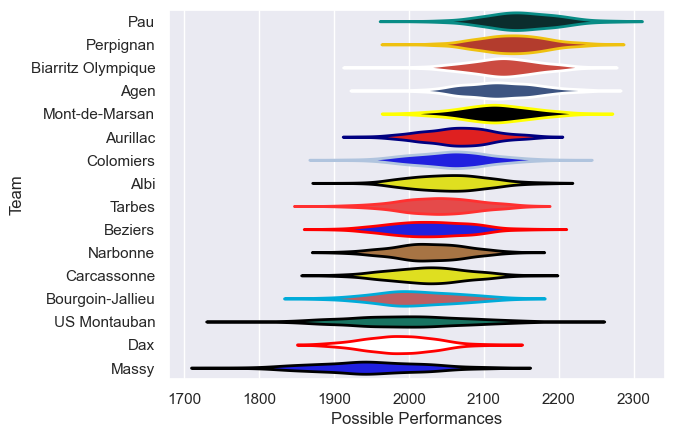 Pau
Perpignan
Biarritz Olympique
Agen
Mont-de-Marsan
Aurillac
Colomiers
Albi
Tarbes
Beziers
Narbonne
Carcassonne
Bourgoin-Jallieu
US Montauban
Dax
Massy
Team
1700 1800 1900 2000 2100 2200 2300
Possible Performances